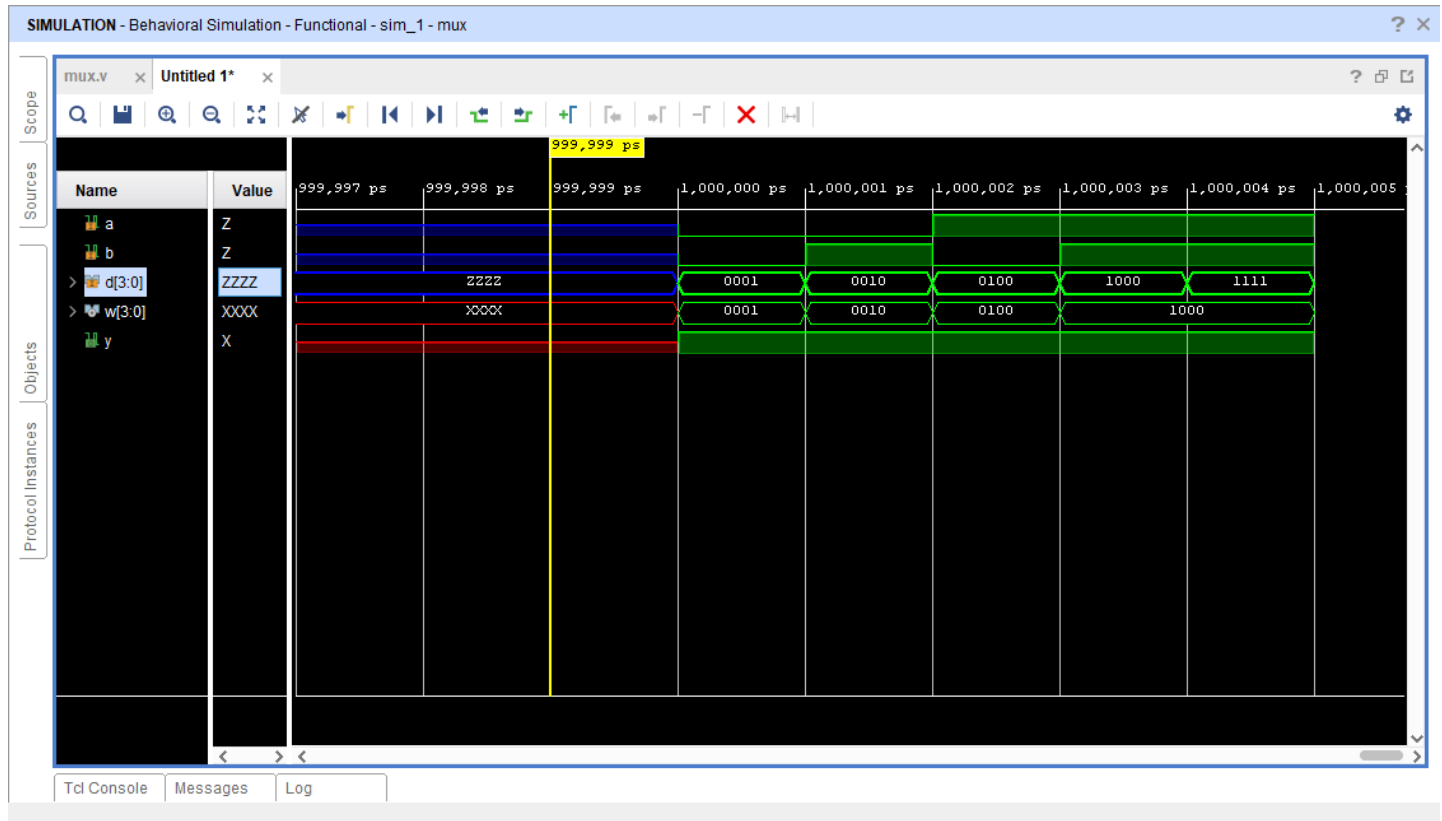 SIMULATION - Behavioral Simulation - Functional - sim_1 - mux ? ×
Scope
Sources
Objects
Protocol Instances
mux.v × Untitled 1* × ?
999,999 ps
Name Value 999,997 ps 999,998 ps 999,999 ps 1,000,000 ps 1,000,001 ps 1,000,002 ps 1,000,003 ps 1,000,004 ps 1,000,005
a Z
b Z
> d[3:0] ZZZZ ZZZZ 0001 0010 0100 1000 1111
> w[3:0] XXXX XXXX 0001 0010 0100 1000
y X
Tcl Console Messages Log